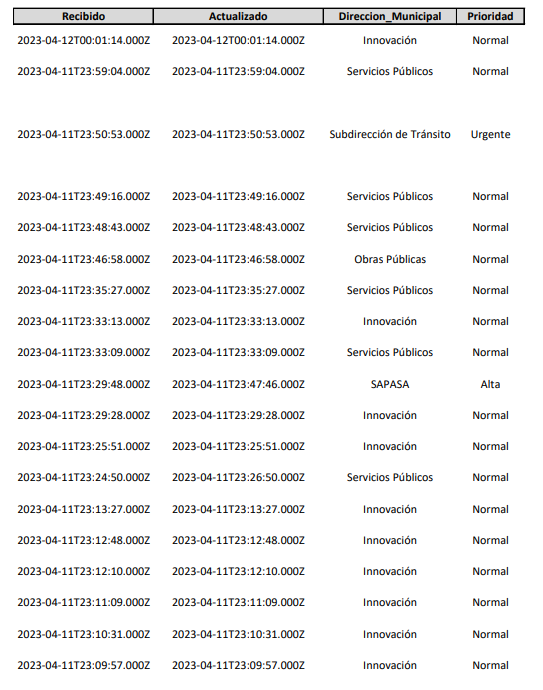 Recibido Actualizado Direccion_Municipal Prioridad
2023-04-12T00:01:14.000Z 2023-04-12T00:01:14.000Z Innovación Normal
2023-04-11T23:59:04.000Z 2023-04-11T23:59:04.000Z Servicios Públicos Normal
2023-04-11T23:50:53.000Z 2023-04-11T23:50:53.000Z Subdirección de Tránsito Urgente
2023-04-11T23:49:16.000Z 2023-04-11T23:49:16.000Z Servicios Públicos Normal
2023-04-11T23:48:43.000Z 2023-04-11T23:48:43.000Z Servicios Públicos Normal
2023-04-11T23:46:58.000Z 2023-04-11T23:46:58.000Z Obras Públicas Normal
2023-04-11T23:35:27.000Z 2023-04-11T23:35:27.000Z Servicios Públicos Normal
2023-04-11T23:33:13.000Z 2023-04-11T23:33:13.000Z Innovación Normal
2023-04-11T23:33:09.000Z 2023-04-11T23:33:09.000Z Servicios Públicos Normal
2023-04-11T23:29:48.000Z 2023-04-11T23:47:46.000Z SAPASA Alta
2023-04-11T23:29:28.000Z 2023-04-11T23:29:28.000Z Innovación Normal
2023-04-11T23:25:51.000Z 2023-04-11T23:25:51.000Z Innovación Normal
2023-04-11T23:24:50.000Z 2023-04-11T23:26:50.000Z Servicios Públicos Normal
2023-04-11T23:13:27.000Z 2023-04-11T23:13:27.000Z Innovación Normal
2023-04-11T23:12:48.000Z 2023-04-11T23:12:48.000Z Innovación Normal
2023-04-11T23:12:10.000Z 2023-04-11T23:12:10.000Z Innovación Normal
2023-04-11T23:11:09.000Z 2023-04-11T23:11:09.000Z Innovación Normal
2023-04-11T23:10:31.000Z 2023-04-11T23:10:31.000Z Innovación Normal
2023-04-11T23:09:57.000Z 2023-04-11T23:09:57.000Z Innovación Normal